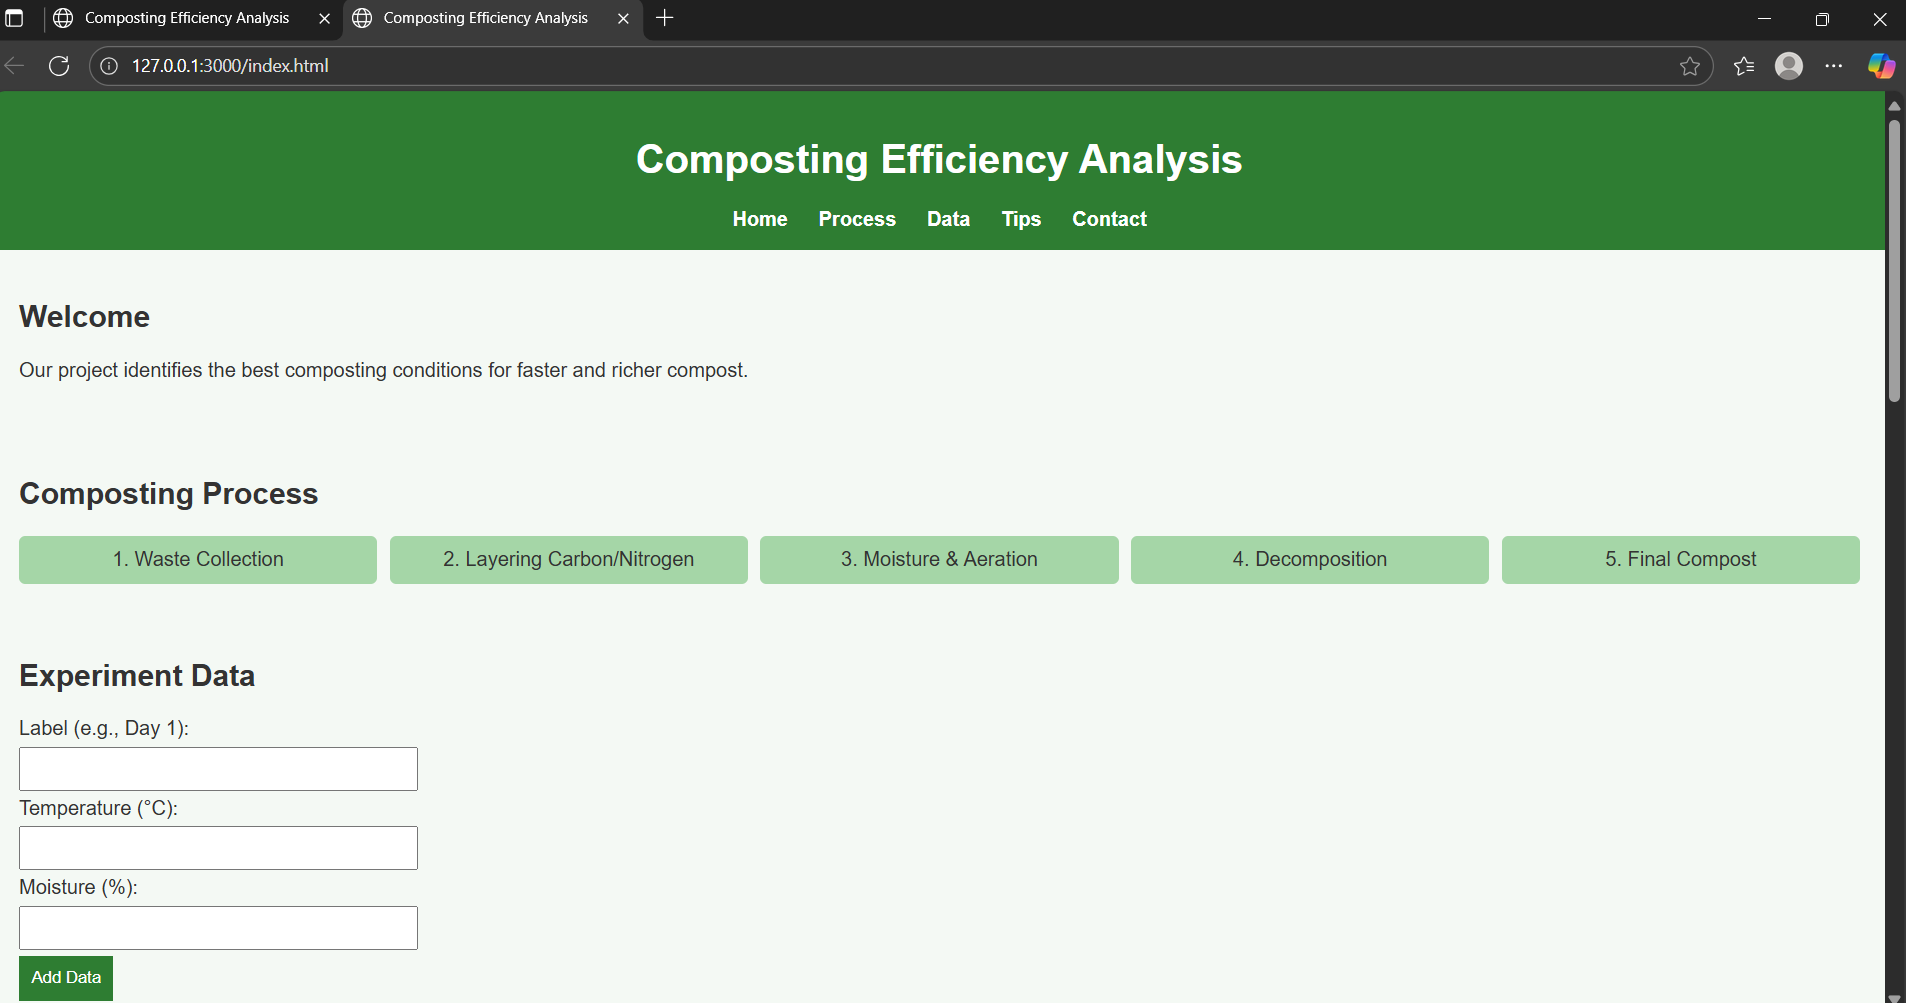 Composting Efficiency Analysis
Composting Efficiency Analysis
127.0.0.1:3000/index.html
Composting Efficiency Analysis
Home Process Data Tips Contact
Welcome
Our project identifies the best composting conditions for faster and richer compost.
Composting Process
1. Waste Collection
2. Layering Carbon/Nitrogen
3. Moisture & Aeration
4. Decomposition
5. Final Compost
Experiment Data
Label (e.g., Day 1):
Temperature (°C):
Moisture (%):
Add Data